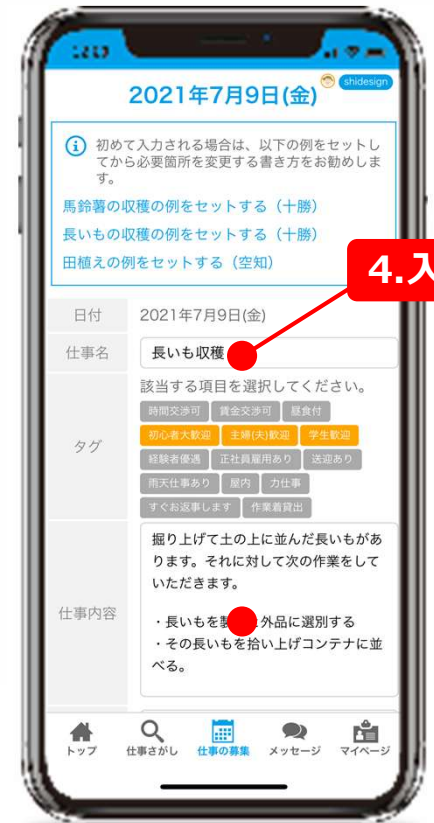 2021年7月9日(金)
shidesign
初めて入力される場合は、以下の例をセットし
てから必要箇所を変更する書き方をお勧めしま
す。
馬鈴薯の収穫の例をセットする（十勝）
長いもの収穫の例をセットする（十勝）
田植えの例をセットする（空知）
4.入
日付 2021年7月9日(金)
仕事名 長いも収穫
タグ
該当する項目を選択してください。
時間交渉可 賃金交渉可 昼食付
初心者大歓迎 主婦(夫)歓迎 学生歓迎
経験者優遇 正社員雇用あり 送迎あり
雨天仕事あり 屋内 力仕事
すぐお返事します 作業着貸出
仕事内容
掘り上げて土の上に並んだ長いもがあ
ります。それに対して次の作業をして
いただきます。
・長いもを製 外品に選別する
・その長いもを拾い上げコンテナに並
べる。
トップ 仕事さがし 仕事の募集 メッセージ マイページ